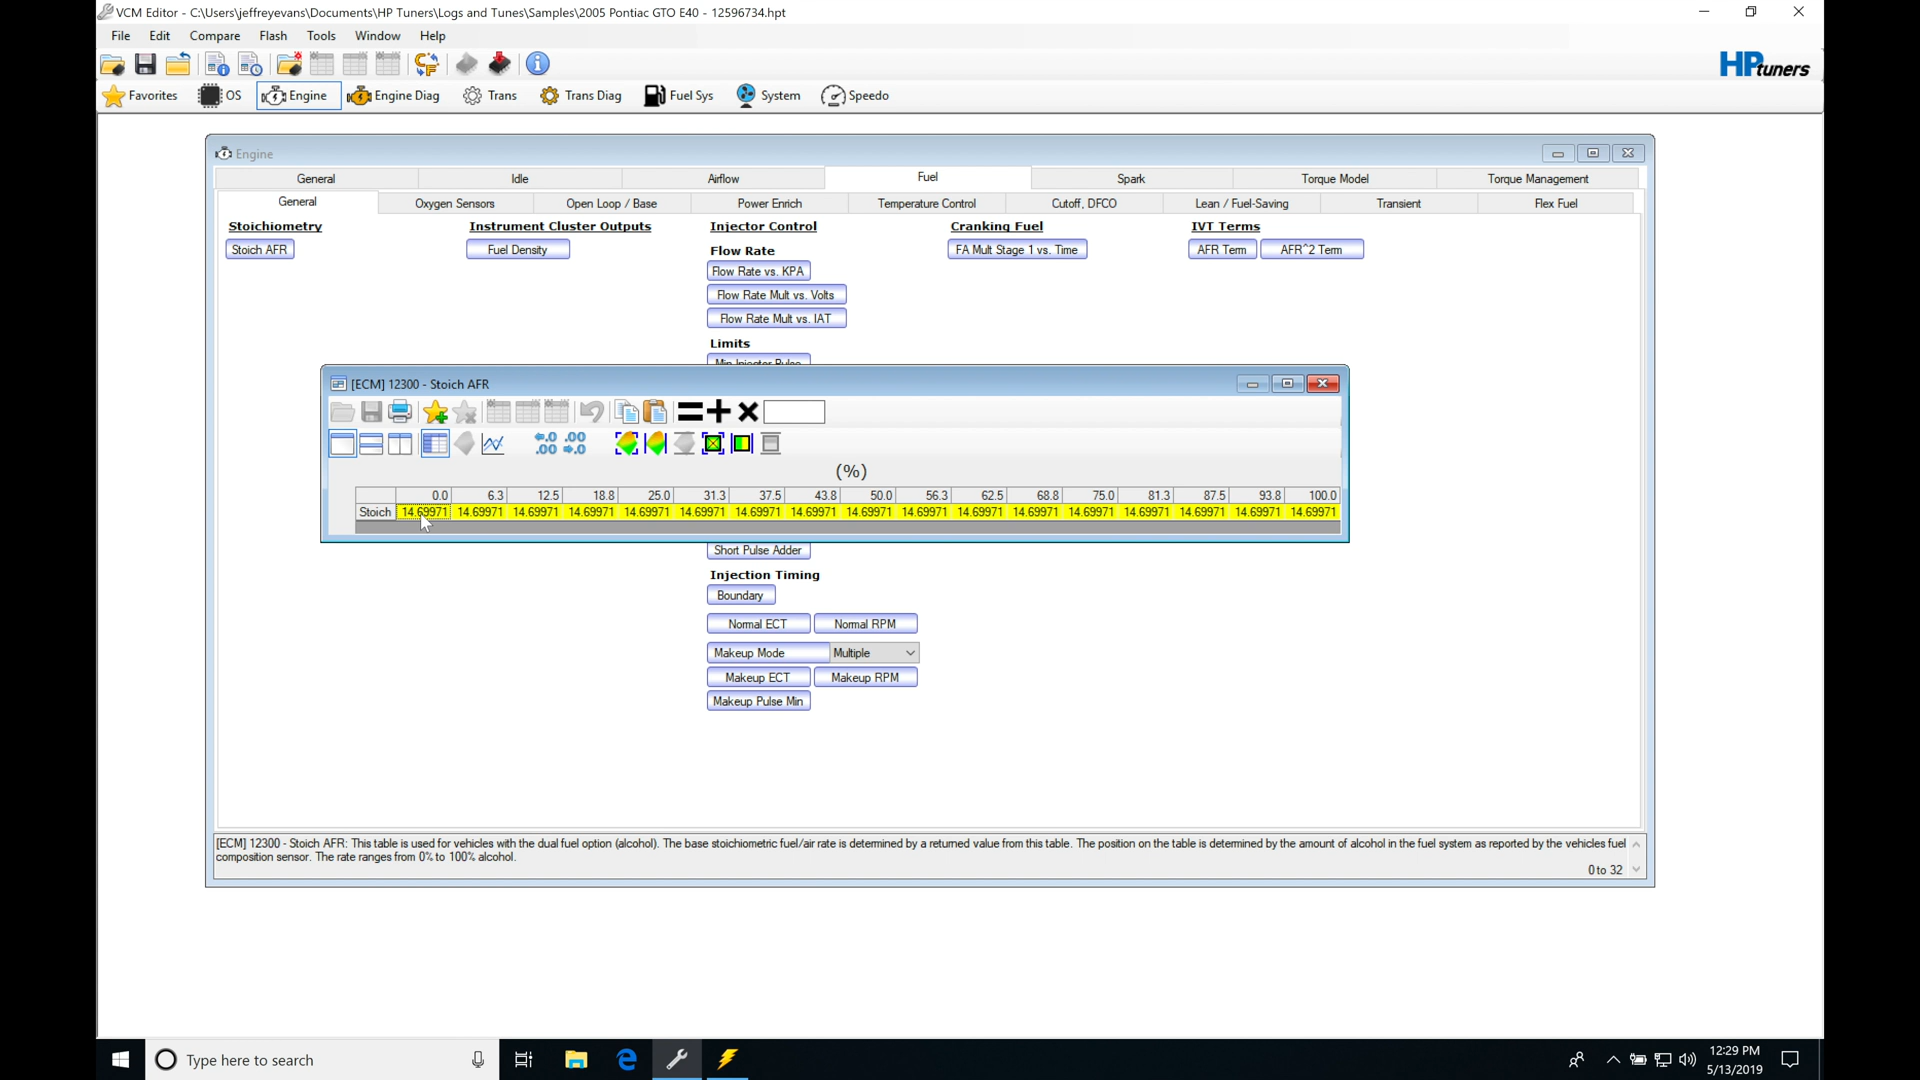 VCM Editor - C:\Users\jeffreyevans\Documents\HP Tuners\Logs and Tunes\Samples\2005 Pontiac GTO E40 - 12596734.hpt
File Edit Compare Flash Tools Window Help
HPtuners
Favorites OS Engine Engine Diag Trans Trans Diag Fuel Sys System Speedo
Engine
General Idle Airflow Fuel Spark Torque Model Torque Management
General Oxygen Sensors Open Loop / Base Power Enrich Temperature Control Cutoff, DFCO Lean / Fuel-Saving Transient Flex Fuel
Stoichiometry Instrument Cluster Outputs Injector Control Cranking Fuel IVT Terms
Stoich AFR Fuel Density Flow Rate FA Mult Stage 1 vs. Time AFR Term AFR^2 Term
Flow Rate vs. KPA
Flow Rate Mult vs. Volts
Flow Rate Mult vs. IAT
Limits
Min Injector Pulse
[ECM] 12300 - Stoich AFR
(%)
0.0 6.3 12.5 18.8 25.0 31.3 37.5 43.8 50.0 56.3 62.5 68.8 75.0 81.3 87.5 93.8 100.0
Stoich 14.69971 14.69971 14.69971 14.69971 14.69971 14.69971 14.69971 14.69971 14.69971 14.69971 14.69971 14.69971 14.69971 14.69971 14.69971 14.69971 14.69971
Short Pulse Adder
Injection Timing
Boundary
Normal ECT Normal RPM
Makeup Mode Multiple
Makeup ECT Makeup RPM
Makeup Pulse Min
[ECM] 12300 - Stoich AFR: This table is used for vehicles with the dual fuel option (alcohol). The base stoichiometric fuel/air rate is determined by a returned value from this table. The position on the table is determined by the amount of alcohol in the fuel system as reported by the vehicles fuel
composition sensor. The rate ranges from 0% to 100% alcohol.
0 to 32
Type here to search
12:29 PM
5/13/2019